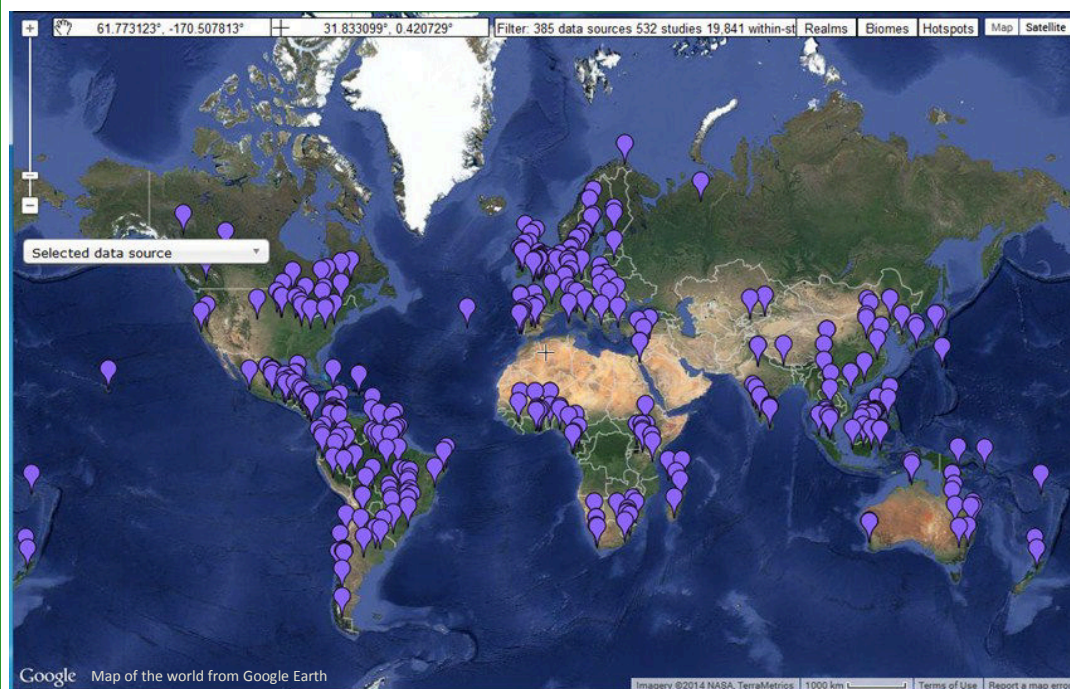 + 61.773123°, -170.507813° 31.833099°, 0.420729° Filter: 385 data sources 532 studies 19,841 within-st Realms Biomes Hotspots Map Satellite
−
Selected data source
Google Map of the world from Google Earth
Imagery ©2014 NASA, TerraMetrics 1000 km Terms of Use Report a map error